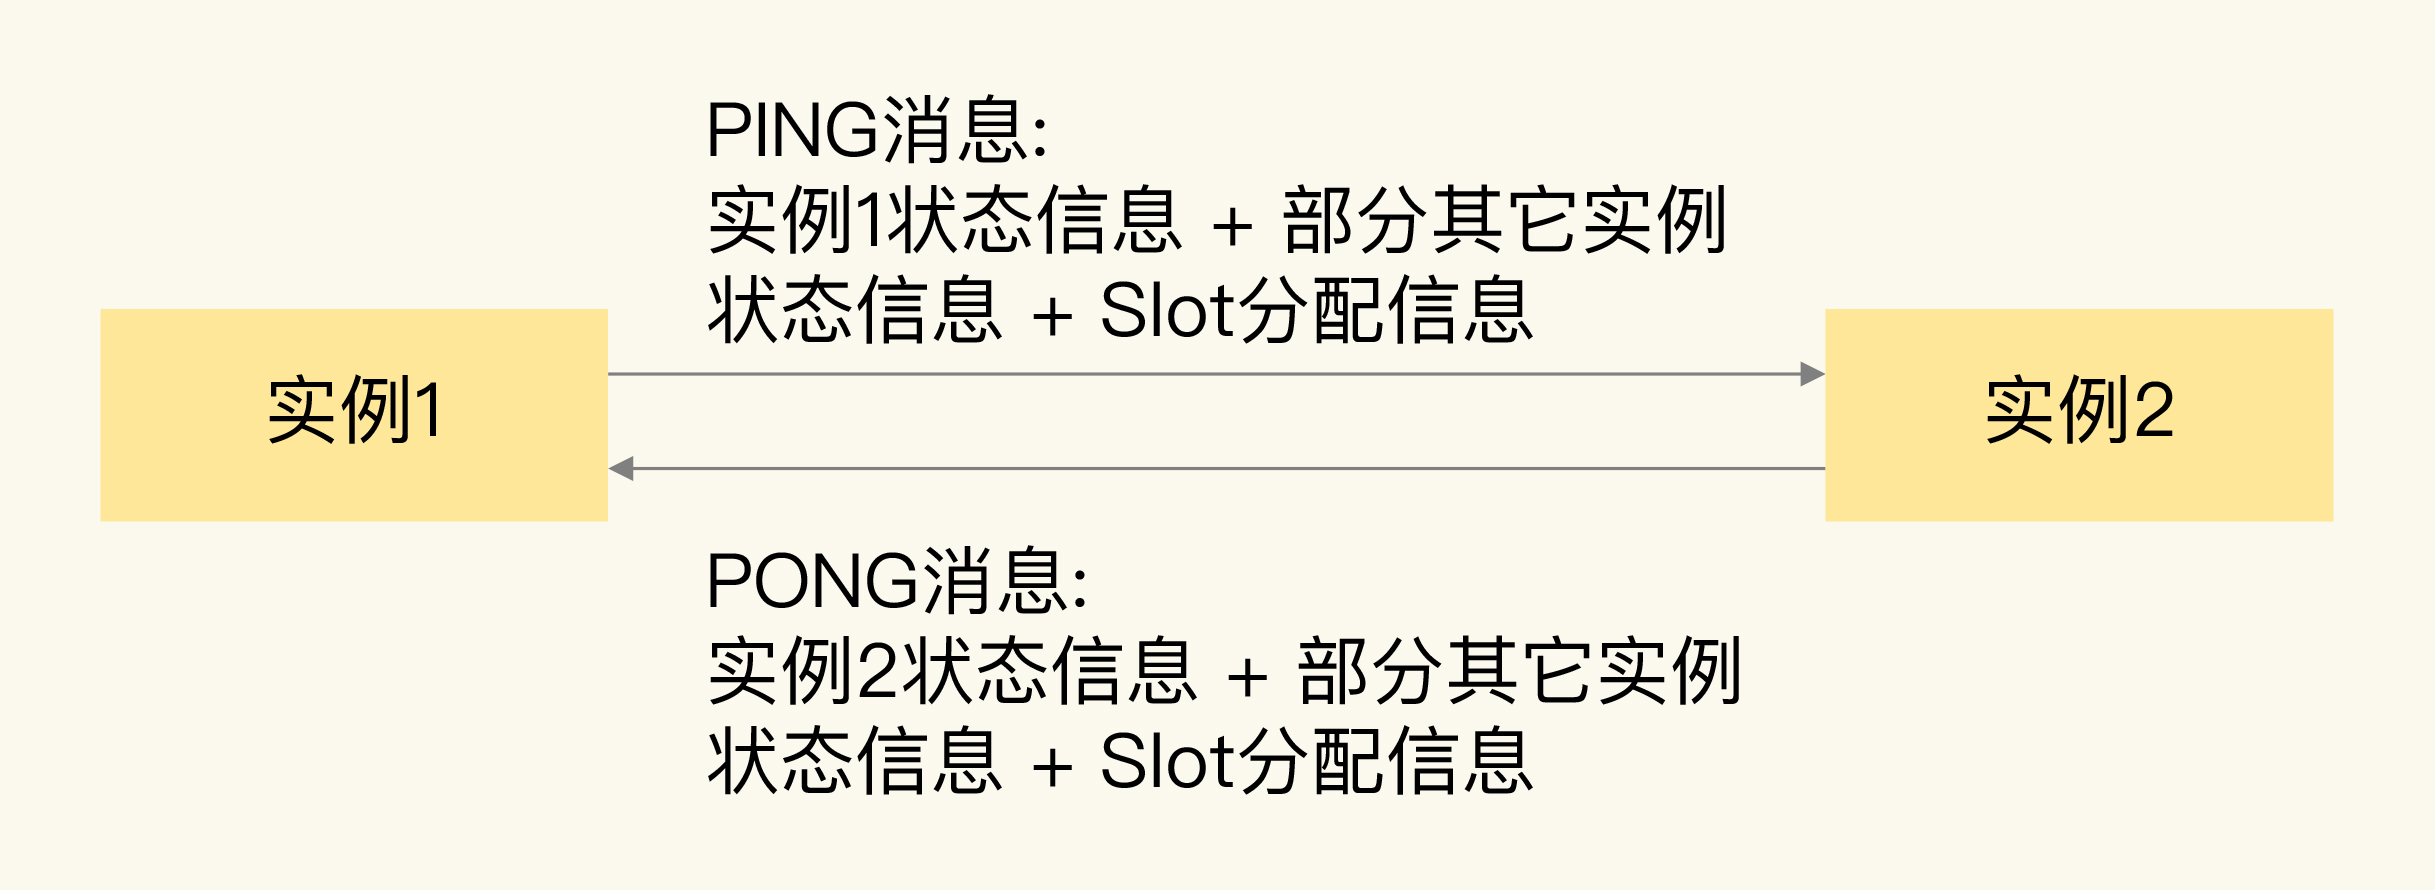 PING消息:
实例1状态信息 + 部分其它实例
状态信息 + Slot分配信息
实例1
实例2
PONG消息:
实例2状态信息 + 部分其它实例
状态信息 + Slot分配信息